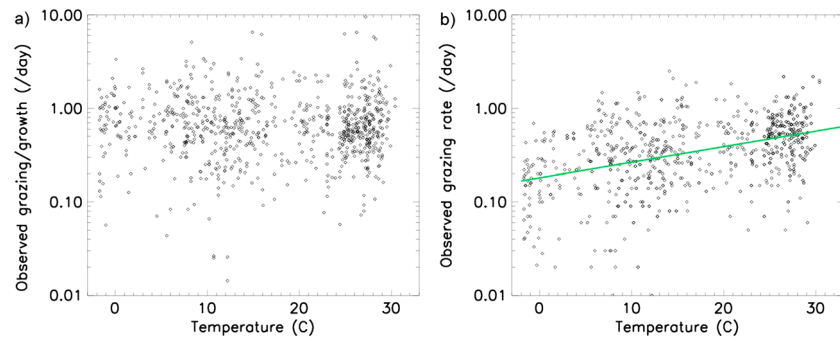 a)
10.00
1.00
0.10
0.01
Observed grazing/growth (/day)
0
10
20
30
Temperature (C)
b)
10.00
1.00
0.10
0.01
Observed grazing rate (/day)
0
10
20
30
Temperature (C)